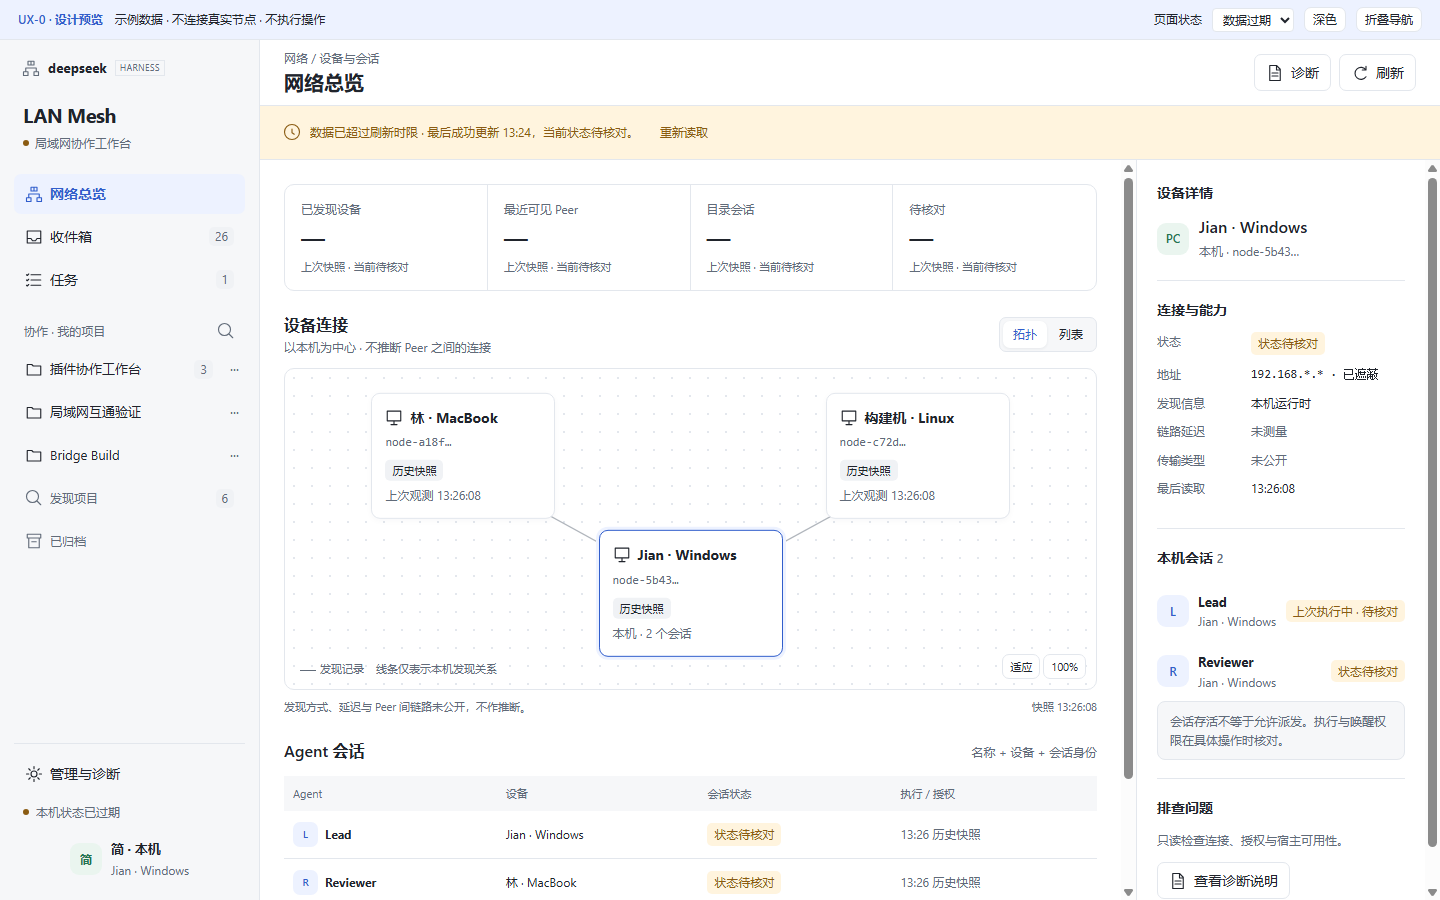 UX-0 · 设计预览 示例数据 · 不连接真实节点 · 不执行操作
页面状态 数据过期 深色 折叠导航
deepseek HARNESS
LAN Mesh
局域网协作工作台
网络总览
收件箱 26
任务 1
协作 · 我的项目
插件协作工作台 3 ···
局域网互通验证 ···
Bridge Build ···
发现项目 6
已归档
管理与诊断
本机状态已过期
简 简 · 本机
Jian · Windows
网络 / 设备与会话
网络总览
诊断 刷新
数据已超过刷新时限 · 最后成功更新 13:24，当前状态待核对。 重新读取
已发现设备 最近可见 Peer 目录会话 待核对
— — — —
上次快照 · 当前待核对 上次快照 · 当前待核对 上次快照 · 当前待核对 上次快照 · 当前待核对
设备连接
以本机为中心 · 不推断 Peer 之间的连接
拓扑 列表
林 · MacBook
node-a18f…
历史快照
上次观测 13:26:08
构建机 · Linux
node-c72d…
历史快照
上次观测 13:26:08
Jian · Windows
node-5b43…
历史快照
本机 · 2 个会话
— 发现记录 线条仅表示本机发现关系
适应 100%
发现方式、延迟与 Peer 间链路未公开，不作推断。 快照 13:26:08
Agent 会话 名称 + 设备 + 会话身份
Agent 设备 会话状态 执行 / 授权
L Lead Jian · Windows 状态待核对 13:26 历史快照
R Reviewer 林 · MacBook 状态待核对 13:26 历史快照
设备详情
PC Jian · Windows
本机 · node-5b43…
连接与能力
状态 状态待核对
地址 192.168.*.* · 已遮蔽
发现信息 本机运行时
链路延迟 未测量
传输类型 未公开
最后读取 13:26:08
本机会话 2
L Lead
Jian · Windows
上次执行中 · 待核对
R Reviewer
Jian · Windows
状态待核对
会话存活不等于允许派发。执行与唤醒权
限在具体操作时核对。
排查问题
只读检查连接、授权与宿主可用性。
查看诊断说明